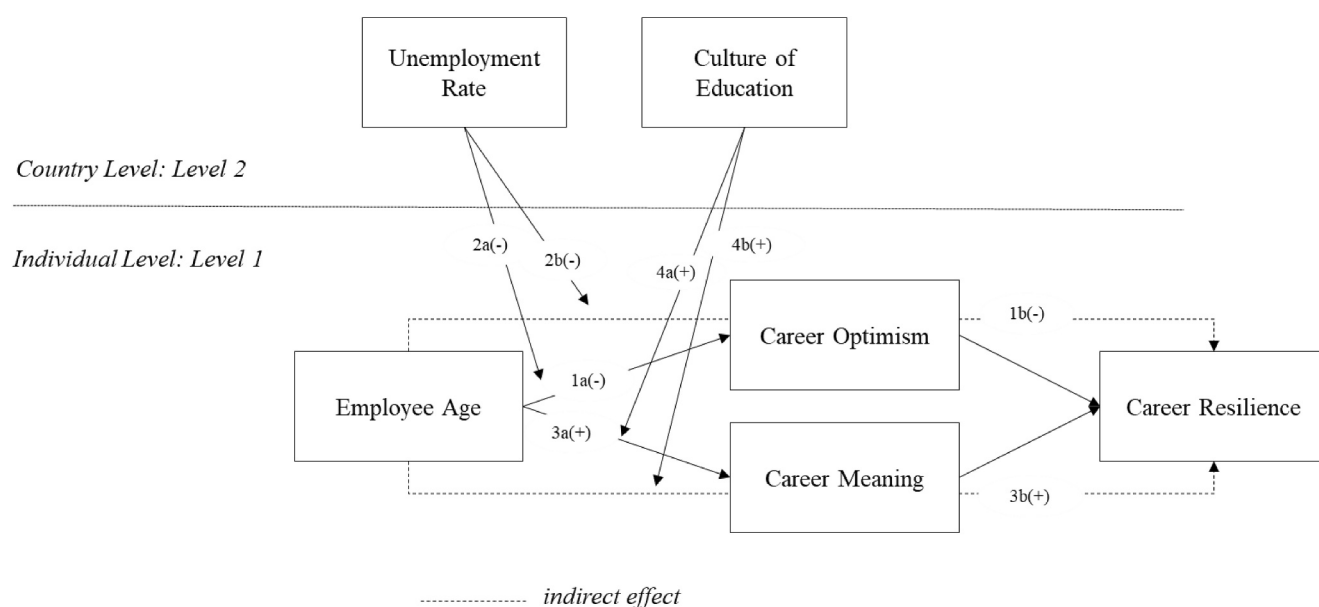 Unemployment
Rate
Culture of
Education
Country Level: Level 2
Individual Level: Level 1
2a(-)
2b(-)
4a(+)
4b(+)
Career Optimism
1b(-)
1a(-)
Employee Age
3a(+)
Career Resilience
Career Meaning
3b(+)
indirect effect